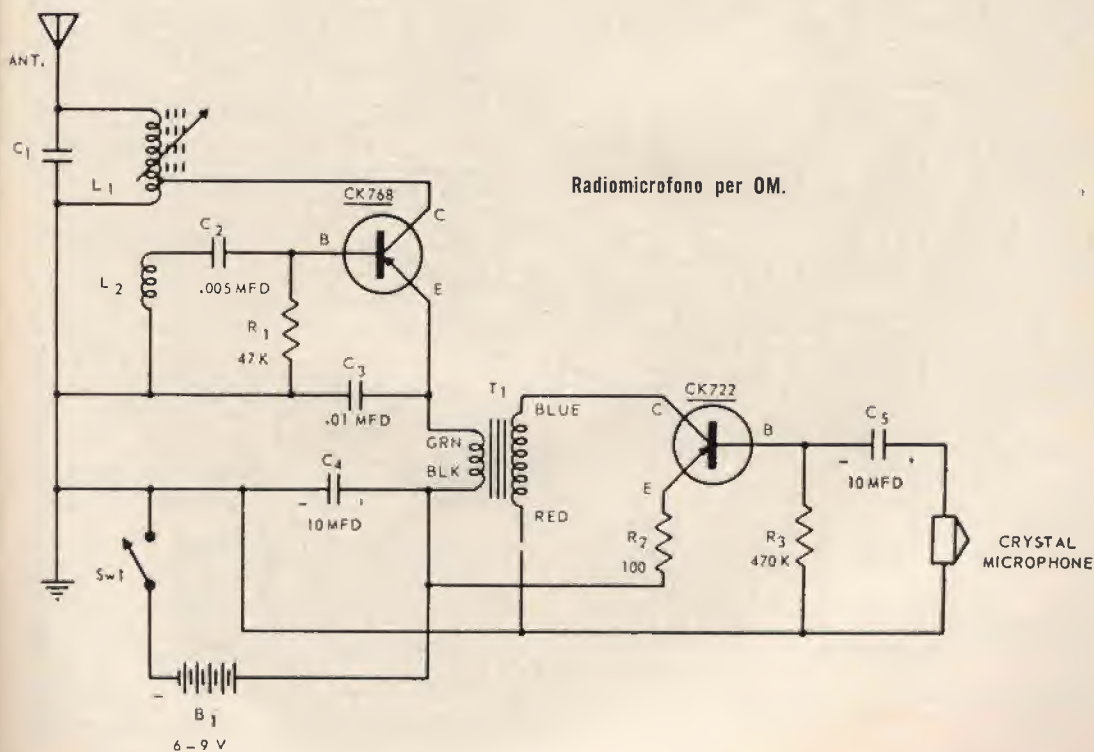 ANT.
C1
L1
Radiomicrofono per OM.
CK768
C
B
E
C2
.005 MFD
L2
R1
47K
C3
.01 MFD
T1
CK722
BLUE
C
B
C5
- +
10 MFD
GRN
BLK
C4
- +
10 MFD
E
RED
R2
100
R3
470 K
CRYSTAL
MICROPHONE
Sw1
-
B1
6-9 V